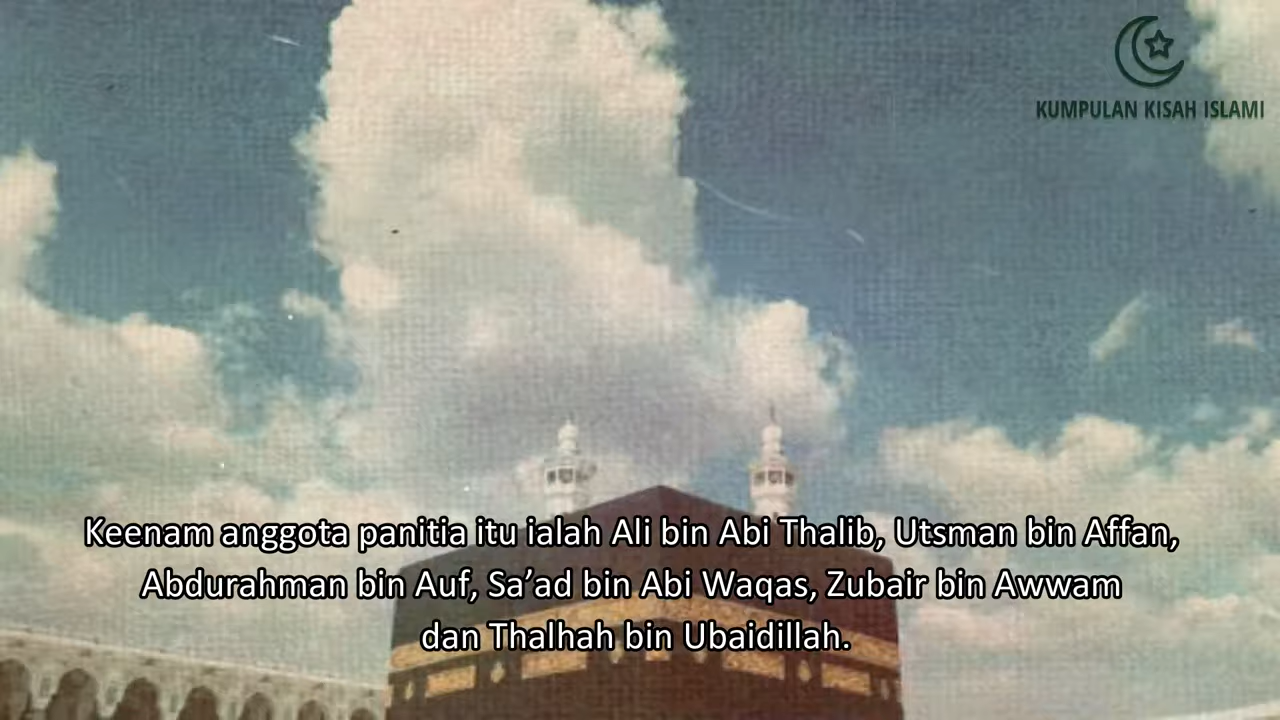 KUMPULAN KISAH ISLAMI
Keenam anggota panitia itu ialah Ali bin Abi Thalib, Utsman bin Affan,
Abdurahman bin Auf, Sa’ad bin Abi Waqas, Zubair bin Awwam
dan Thalhah bin Ubaidillah.